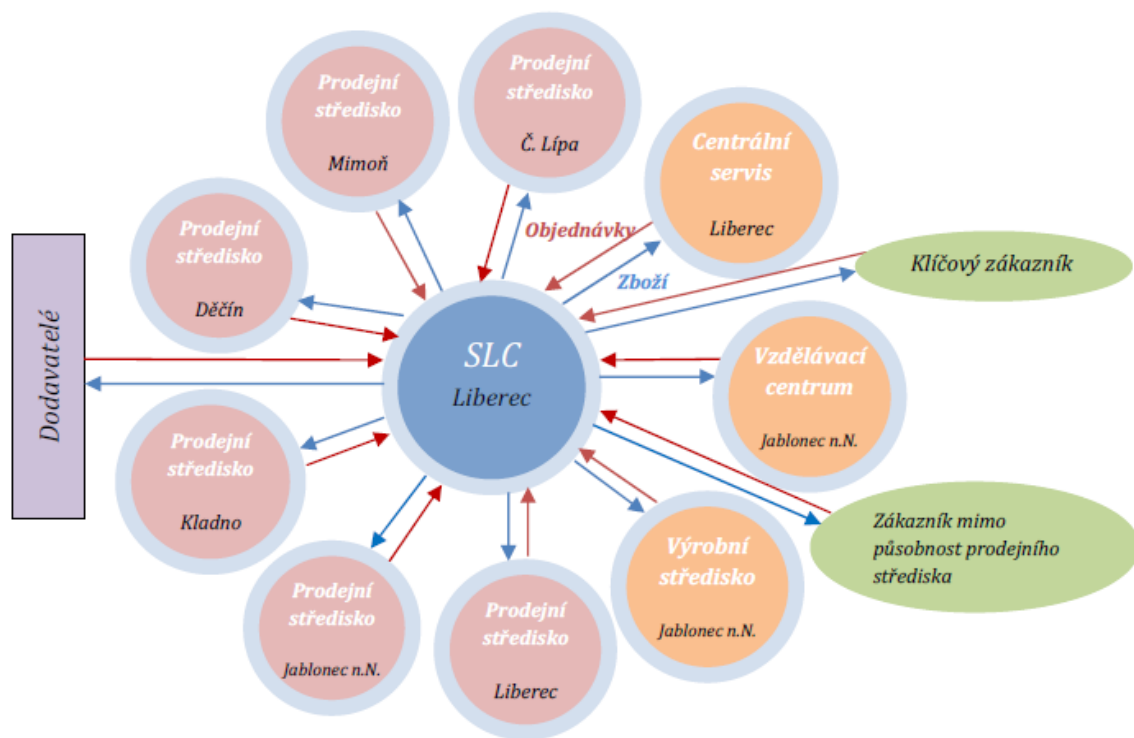 Prodejní
středisko
Mimoň
Prodejní
středisko
Č. Lípa
Centrální
servis
Liberec
Prodejní
středisko
Děčín
Objednávky
Zboží
Klíčový zákazník
Dodavatelé
SLC
Liberec
Vzdělávací
centrum
Jablonec n.N.
Prodejní
středisko
Kladno
Zákazník mimo
působnost prodejního
střediska
Výrobní
středisko
Jablonec n.N.
Prodejní
středisko
Jablonec n.N.
Prodejní
středisko
Liberec